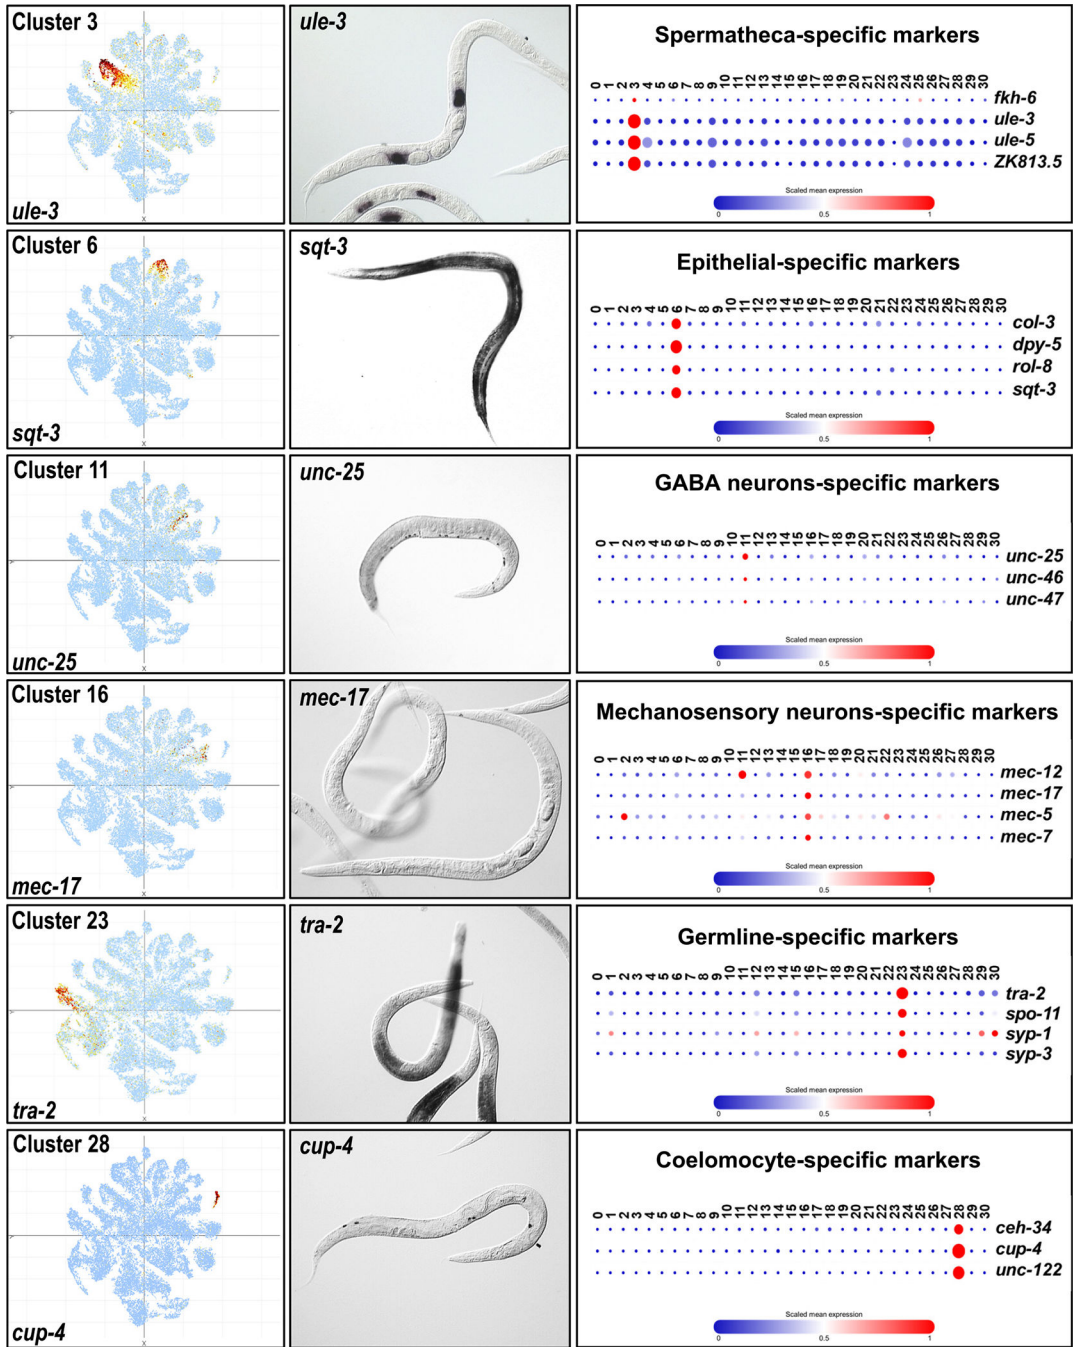 Cluster 3
ule-3
ule-3
Spermatheca-specific markers
0 1 2 3 4 5 6 7 8 9 10 11 12 13 14 15 16 17 18 19 20 21 22 23 24 25 26 27 28 29 30
fkh-6
ule-3
ule-5
ZK813.5
Scaled mean expression
0 0.5 1
Y
X
Cluster 6
sqt-3
sqt-3
Epithelial-specific markers
0 1 2 3 4 5 6 7 8 9 10 11 12 13 14 15 16 17 18 19 20 21 22 23 24 25 26 27 28 29 30
col-3
dpy-5
rol-8
sqt-3
Scaled mean expression
0 0.5 1
Y
X
Cluster 11
unc-25
unc-25
GABA neurons-specific markers
0 1 2 3 4 5 6 7 8 9 10 11 12 13 14 15 16 17 18 19 20 21 22 23 24 25 26 27 28 29 30
unc-25
unc-46
unc-47
Scaled mean expression
0 0.5 1
Y
X
Cluster 16
mec-17
mec-17
Mechanosensory neurons-specific markers
0 1 2 3 4 5 6 7 8 9 10 11 12 13 14 15 16 17 18 19 20 21 22 23 24 25 26 27 28 29 30
mec-12
mec-17
mec-5
mec-7
Scaled mean expression
0 0.5 1
Y
X
Cluster 23
tra-2
tra-2
Germline-specific markers
0 1 2 3 4 5 6 7 8 9 10 11 12 13 14 15 16 17 18 19 20 21 22 23 24 25 26 27 28 29 30
tra-2
spo-11
syp-1
syp-3
Scaled mean expression
0 0.5 1
Y
X
Cluster 28
cup-4
cup-4
Coelomocyte-specific markers
0 1 2 3 4 5 6 7 8 9 10 11 12 13 14 15 16 17 18 19 20 21 22 23 24 25 26 27 28 29 30
ceh-34
cup-4
unc-122
Scaled mean expression
0 0.5 1
Y
X